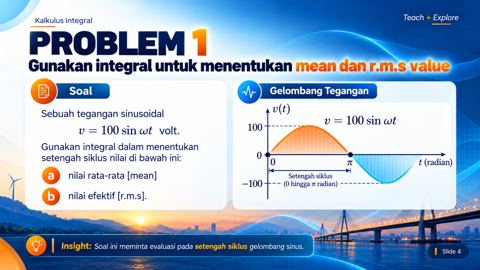 Kalkulus Integral
Teach + Explore
PROBLEM 1
Gunakan integral untuk menentukan mean dan r.m.s value
Soal
Sebuah tegangan sinusoidal
v = 100 sin ωt volt.
Gunakan integral dalam menentukan
setengah siklus nilai di bawah ini:
a nilai rata-rata [mean]
b nilai efektif [r.m.s].
Gelombang Tegangan
v(t)
v = 100 sin ωt
100
0
0
π
t (radian)
Setengah siklus
(0 hingga π radian)
−100
Insight: Soal ini meminta evaluasi pada setengah siklus gelombang sinus.
Slide 4